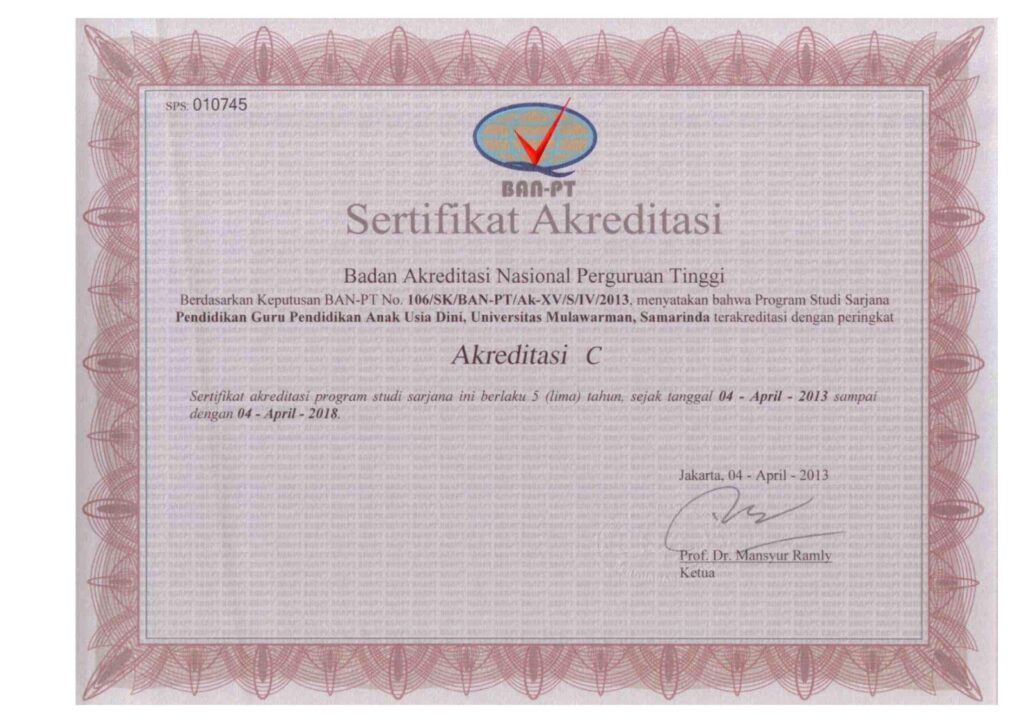 SPS: 010745
BAN-PT
Sertifikat Akreditasi
Badan Akreditasi Nasional Perguruan Tinggi
Berdasarkan Keputusan BAN-PT No. 106/SK/BAN-PT/Ak-XV/S/IV/2013, menyatakan bahwa Program Studi Sarjana
Pendidikan Guru Pendidikan Anak Usia Dini, Universitas Mulawarman, Samarinda terakreditasi dengan peringkat
Akreditasi C
Sertifikat akreditasi program studi sarjana ini berlaku 5 (lima) tahun, sejak tanggal 04 - April - 2013 sampai
dengan 04 - April - 2018.
Jakarta, 04 - April - 2013
Prof. Dr. Mansyur Ramly
Ketua